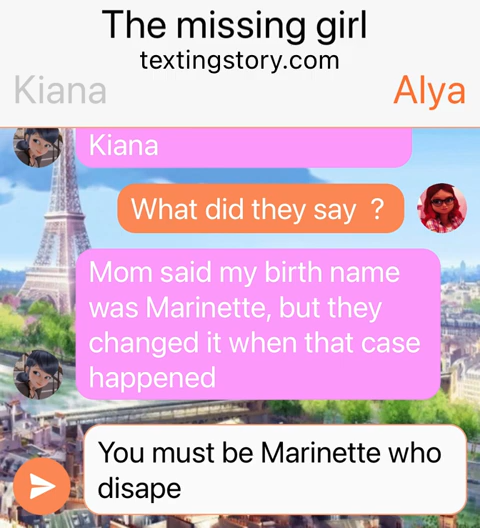 The missing girl
textingstory.com
Kiana
Alya
Kiana
What did they say ?
Mom said my birth name
was Marinette, but they
changed it when that case
happened
You must be Marinette who
disape